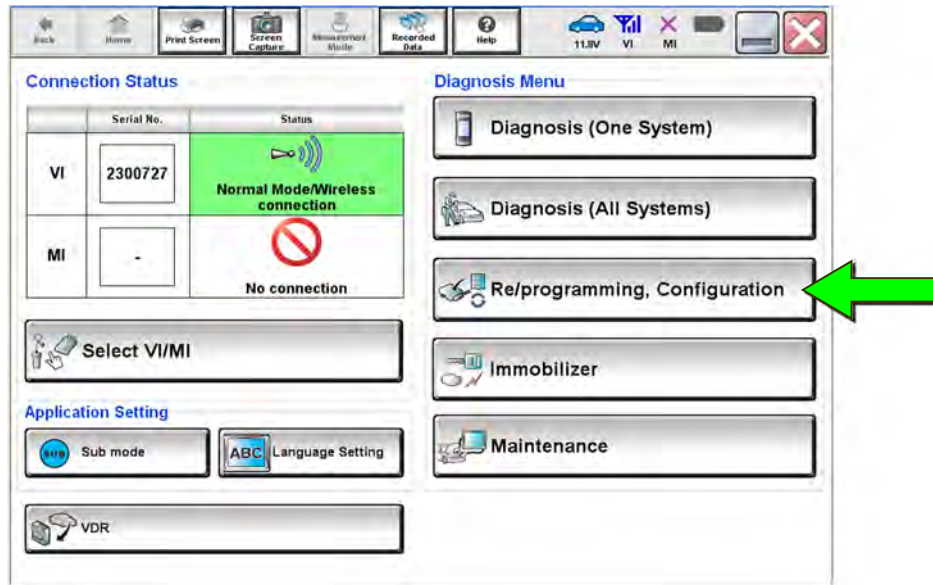 Back
Home
Print Screen
Screen
Capture
Measurement
Mode
Recorded
Data
Help
11.8V
VI
MI
Connection Status
Serial No.
Status
VI
2300727
Normal Mode/Wireless
connection
MI
-
No connection
Select VI/MI
Application Setting
SUB
Sub mode
ABC
Language Setting
VDR
Diagnosis Menu
Diagnosis (One System)
Diagnosis (All Systems)
Re/programming, Configuration
Immobilizer
Maintenance